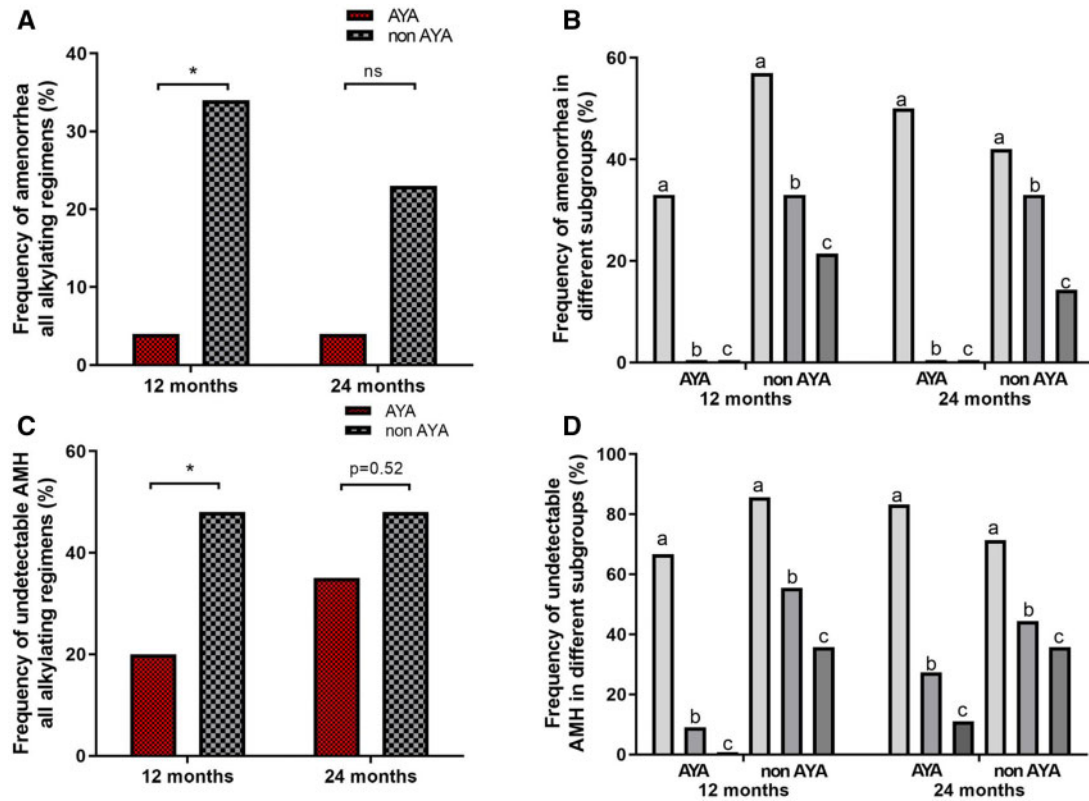 A
AYA
non AYA
Frequency of amenorrhea
all alkylating regimens (%)
40
30
20
10
0
*
ns
12 months
24 months
B
Frequency of amenorrhea in
different subgroups (%)
60
40
20
0
a
b
c
a
b
c
a
b
c
a
b
c
AYA
non AYA
AYA
non AYA
12 months
24 months
C
AYA
non AYA
Frequency of undetectable AMH
all alkylating regimens (%)
60
40
20
0
*
p=0.52
12 months
24 months
D
Frequency of undetectable
AMH in different subgroups (%)
100
80
60
40
20
0
a
b
c
a
b
c
a
b
c
a
b
c
AYA
non AYA
AYA
non AYA
12 months
24 months